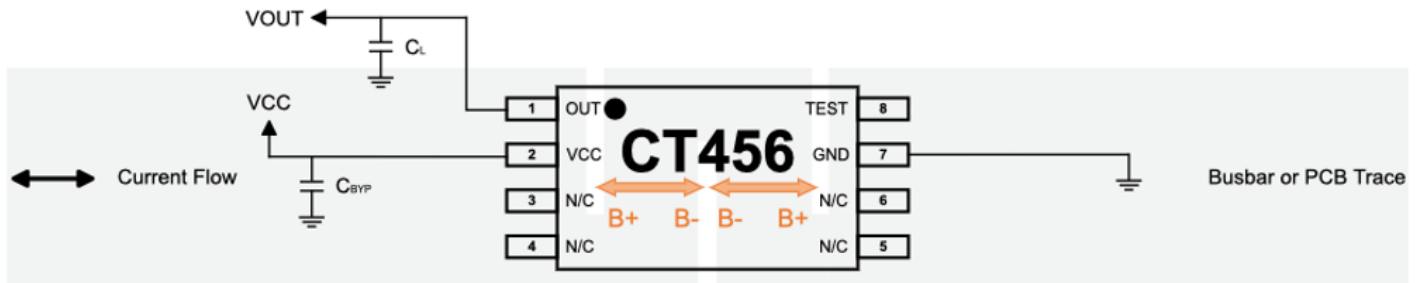 VOUT
CL
VCC
CBYP
Current Flow
1 OUT
2 VCC
3 N/C
4 N/C
CT456
B+ B- B- B+
TEST 8
GND 7
N/C 6
N/C 5
Busbar or PCB Trace